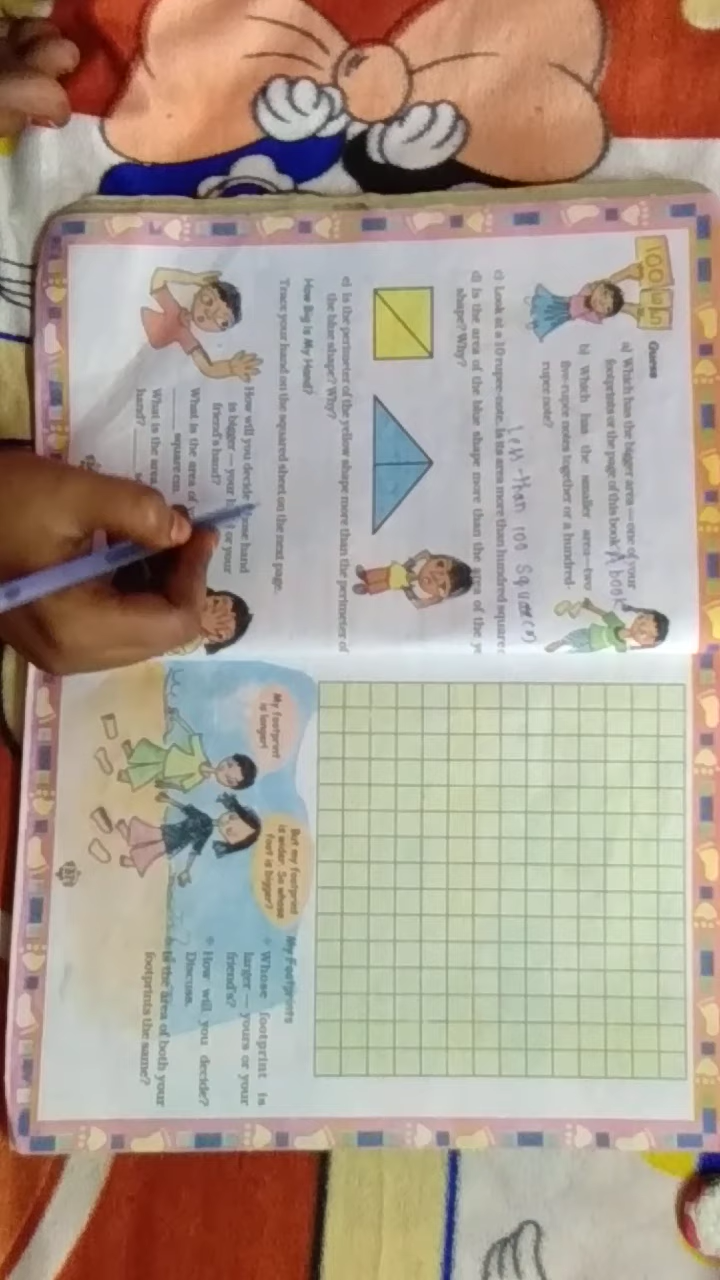 Guess
a) Which has the bigger area — one of your
footprints or the page of this book?
A book
b) Which has the smaller area—two
five-rupee notes together or a hundred-
rupee note?
100
c) Look at a 10 rupee-note. Is its area more than hundred square
than 100 square
d) Is the area of the blue shape more than the area of the
shape? Why?
e) Is the perimeter of the yellow shape more than the perimeter of
the blue shape? Why?
How Big is My Hand?
Trace your hand on the squared sheet on the next page.
How will you decide whose hand
is bigger — your or your
friend's hand?
What is the area of
square cm.
What is the area
hand?
My footprint
is longer!
But my footprint
is wider. So whose
foot is bigger?
My Footprints
Whose footprint is
larger — yours or your
friend's?
How will you decide?
Discuss.
Is the area of both your
footprints the same?